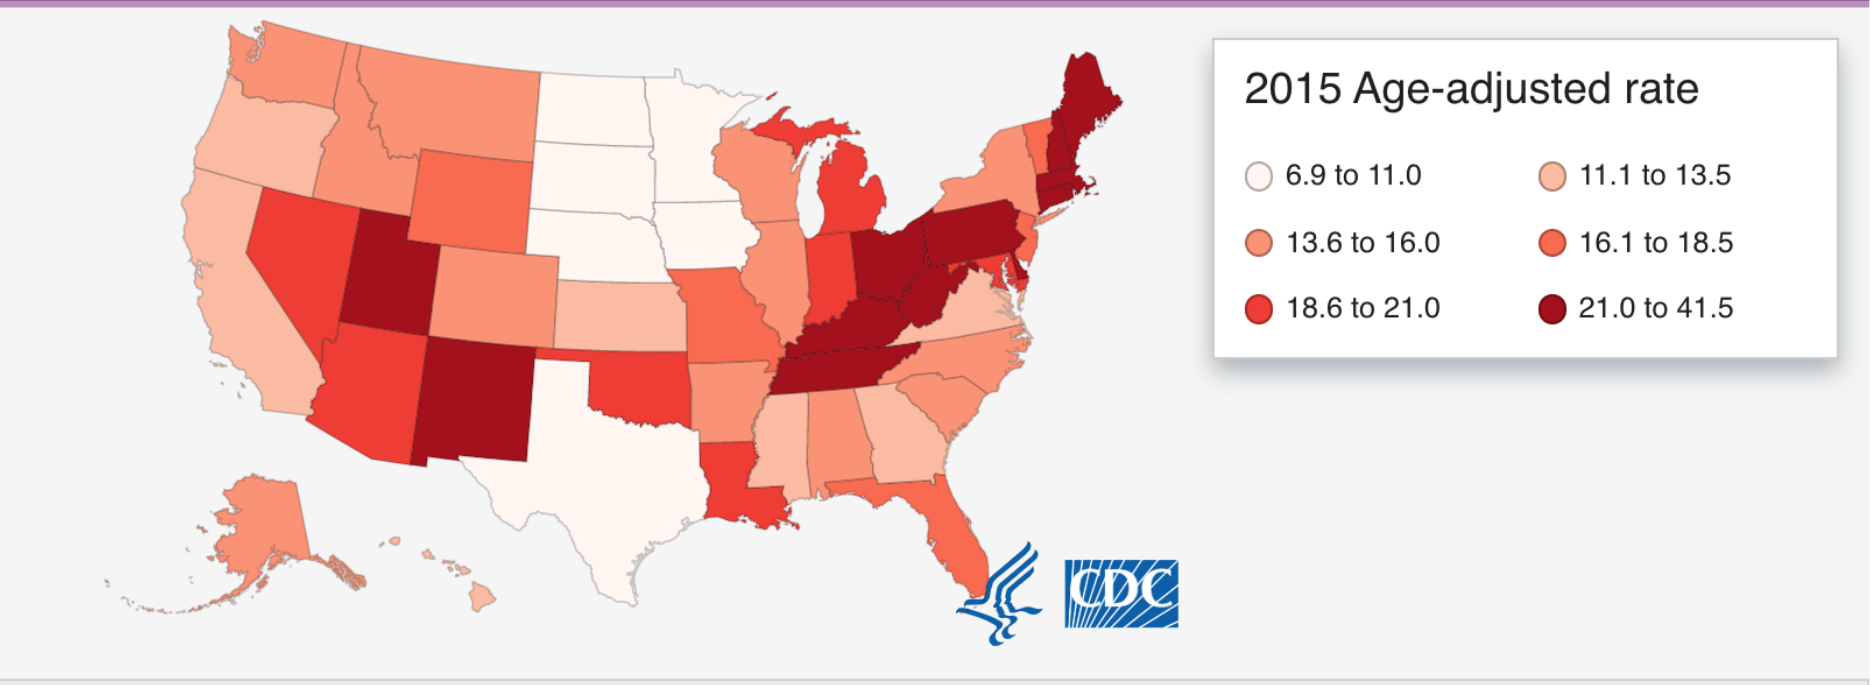 2015 Age-adjusted rate
6.9 to 11.0
11.1 to 13.5
13.6 to 16.0
16.1 to 18.5
18.6 to 21.0
21.0 to 41.5
CDC